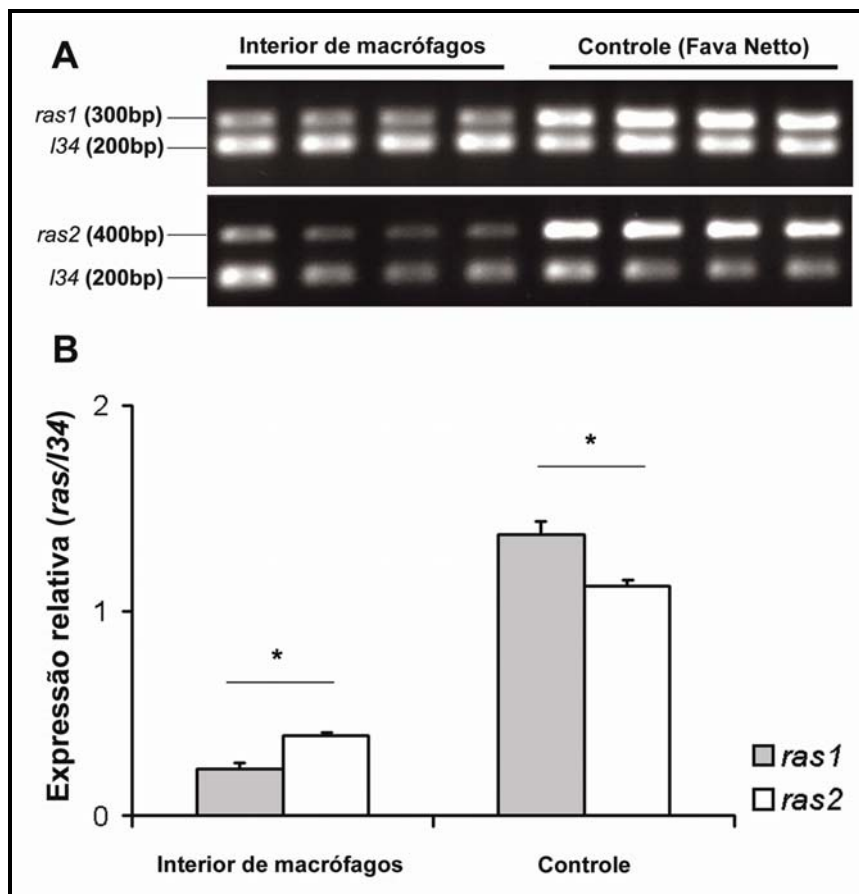 A
Interior de macrófagos Controle (Fava Netto)
ras1 (300bp)
l34 (200bp)
ras2 (400bp)
l34 (200bp)
B
Expressão relativa (ras/l34)
2
1
0
*
*
ras1
ras2
Interior de macrófagos Controle